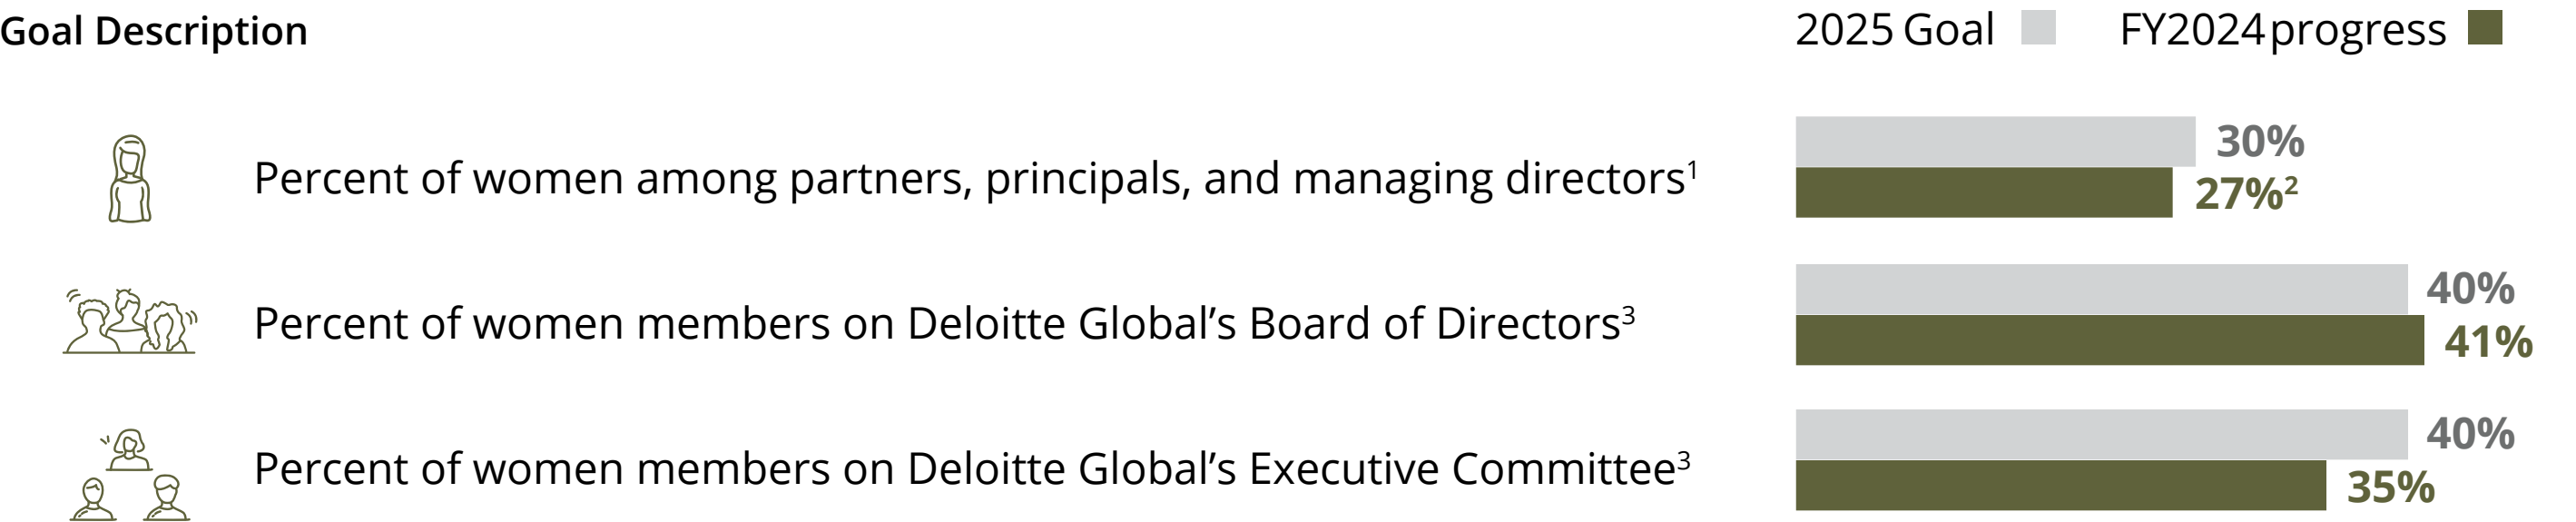 Goal Description
2025 Goal
FY2024 progress
Percent of women among partners, principals, and managing directors¹
30%
27%²
Percent of women members on Deloitte Global’s Board of Directors³
40%
41%
Percent of women members on Deloitte Global’s Executive Committee³
40%
35%